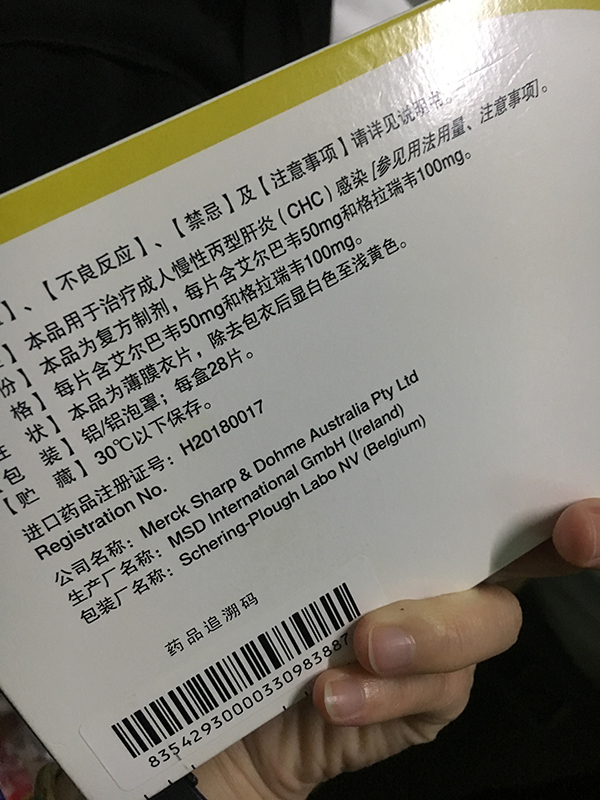 】、【不良反应】、【禁忌】及【注意事项】请详见说明书。
】本品用于治疗成人慢性丙型肝炎(CHC)感染[参见用法用量、注意事项]。
份】本品为复方制剂，每片含艾尔巴韦50mg和格拉瑞韦100mg。
格】每片含艾尔巴韦50mg和格拉瑞韦100mg。
状】本品为薄膜衣片，除去包衣后显白色至浅黄色。
包 装】铝/铝泡罩；每盒28片。
【贮 藏】30℃以下保存。
进口药品注册证号：H20180017
Registration No.
公司名称：Merck Sharp & Dohme Australia Pty Ltd
生产厂名称：MSD International GmbH (Ireland)
包装厂名称：Schering-Plough Labo NV (Belgium)
药品追溯码
83542930000330983887